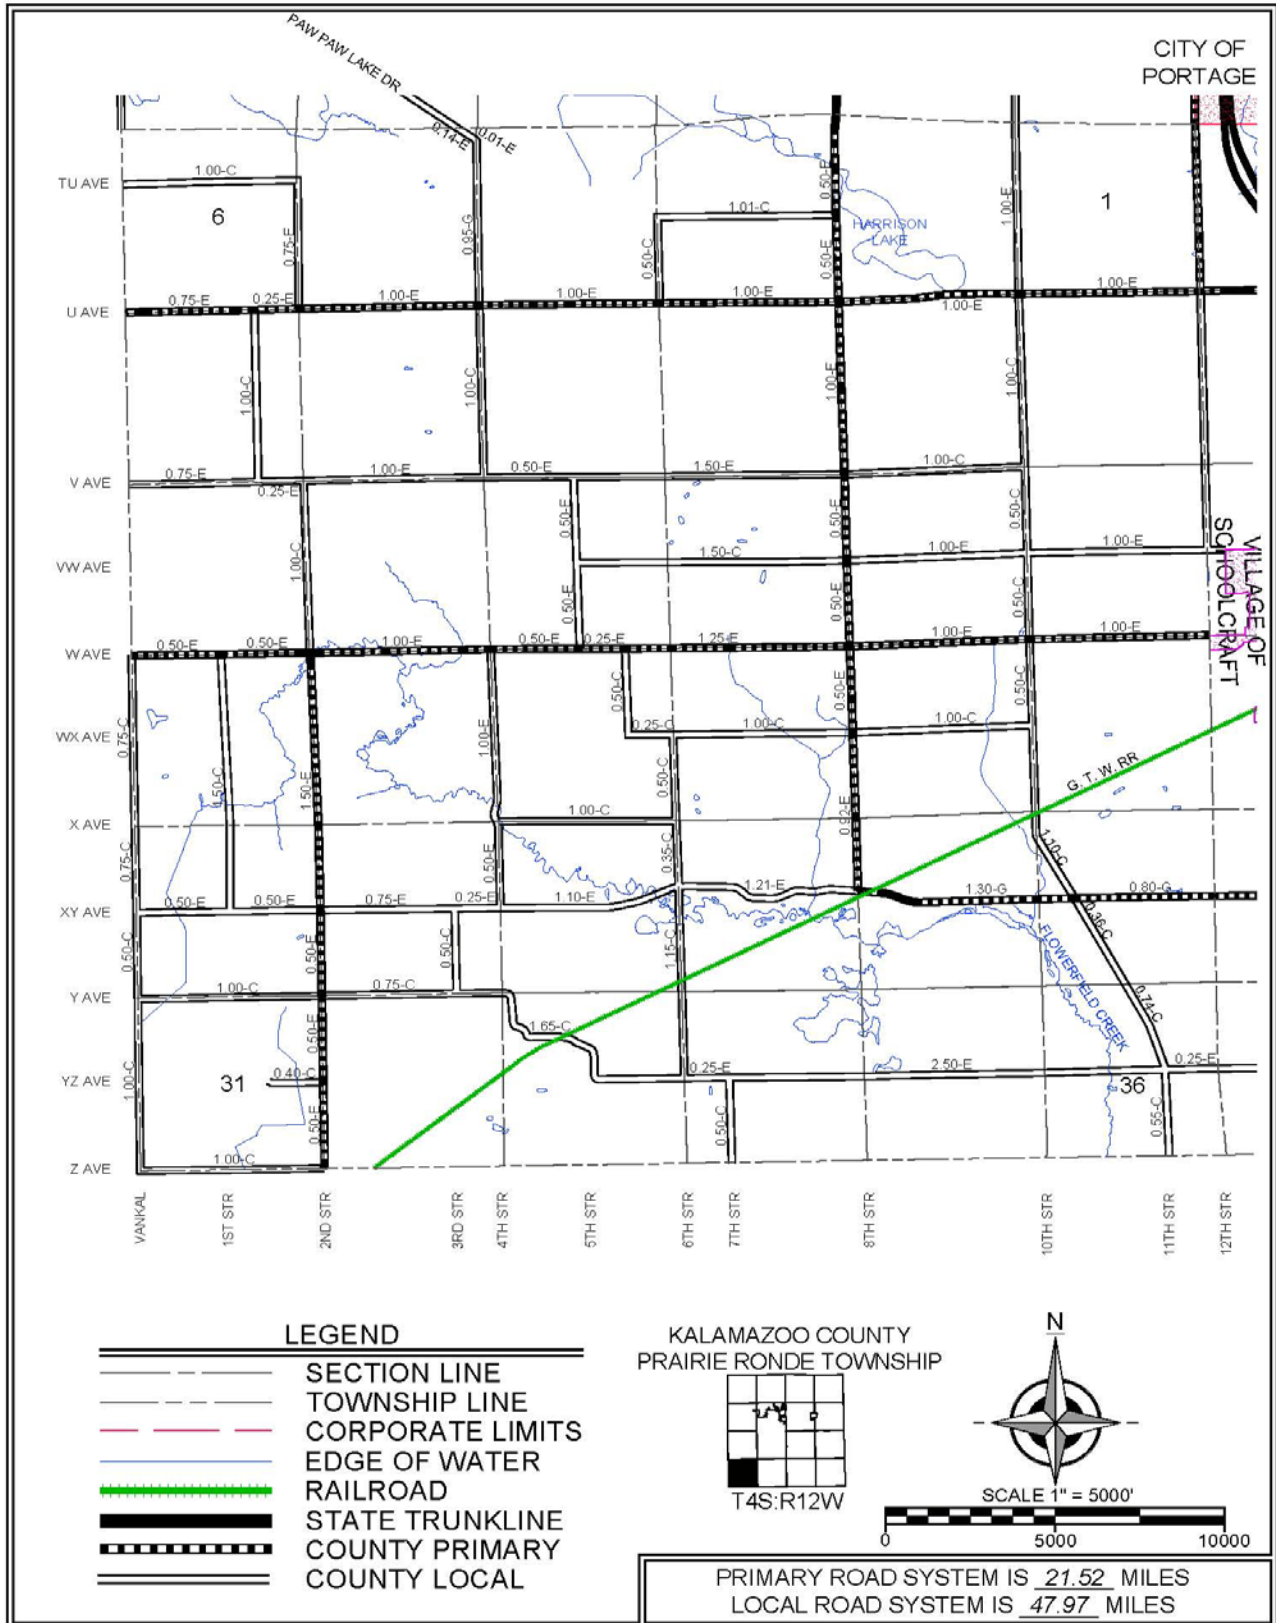 PAW PAW LAKE DR
CITY OF
PORTAGE
0.14-E
0.01-E
TU AVE
1.00-C
6
0.75-E
0.95-G
0.50-C
1.01-C
0.50-E
0.50-E
HARRISON
LAKE
1.00-E
1
U AVE
0.75-E
0.25-E
1.00-E
1.00-E
1.00-E
1.00-E
1.00-E
1.00-C
1.00-C
1.00-E
1.00-C
V AVE
0.75-E
0.25-E
1.00-E
0.50-E
1.50-E
1.00-C
1.00-C
0.50-E
0.50-E
0.50-C
VW AVE
1.50-C
1.00-E
1.00-E
VILLAGE OF
SCHOOLCRAFT
0.50-E
0.50-E
0.50-C
W AVE
0.50-E
0.50-E
1.00-E
0.50-E
0.25-E
1.25-E
1.00-E
1.00-E
0.75-C
1.50-C
1.50-E
1.00-E
0.50-C
0.50-E
0.50-C
WX AVE
0.25-C
1.00-C
1.00-C
G. T. W. RR
0.50-C
0.92-E
X AVE
1.00-C
0.75-C
0.50-E
0.35-C
1.10-C
XY AVE
0.50-E
0.50-E
0.75-E
0.25-E
1.10-E
1.21-E
1.30-G
0.80-G
0.36-C
0.50-C
0.50-E
0.50-C
1.15-C
FLOWERFIELD CREEK
Y AVE
1.00-C
0.75-C
0.74-C
0.50-E
1.65-C
YZ AVE
1.00-C
31
0.40-C
0.25-E
2.50-E
0.25-E
36
0.50-E
0.50-C
0.55-C
Z AVE
1.00-C
VANKAL
1ST STR
2ND STR
3RD STR
4TH STR
5TH STR
6TH STR
7TH STR
8TH STR
10TH STR
11TH STR
12TH STR
LEGEND
SECTION LINE
TOWNSHIP LINE
CORPORATE LIMITS
EDGE OF WATER
RAILROAD
STATE TRUNKLINE
COUNTY PRIMARY
COUNTY LOCAL
KALAMAZOO COUNTY
PRAIRIE RONDE TOWNSHIP
T4S:R12W
N
SCALE 1" = 5000'
0 5000 10000
PRIMARY ROAD SYSTEM IS 21.52 MILES
LOCAL ROAD SYSTEM IS 47.97 MILES